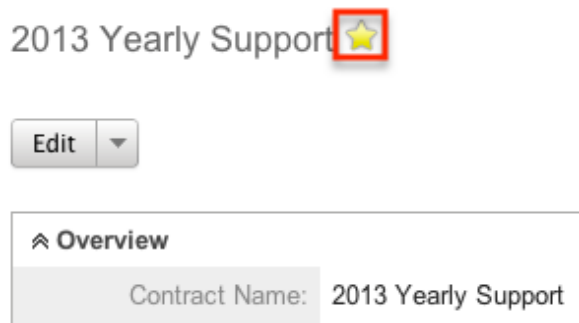 2013 Yearly Support
Edit
Overview
Contract Name: 2013 Yearly Support